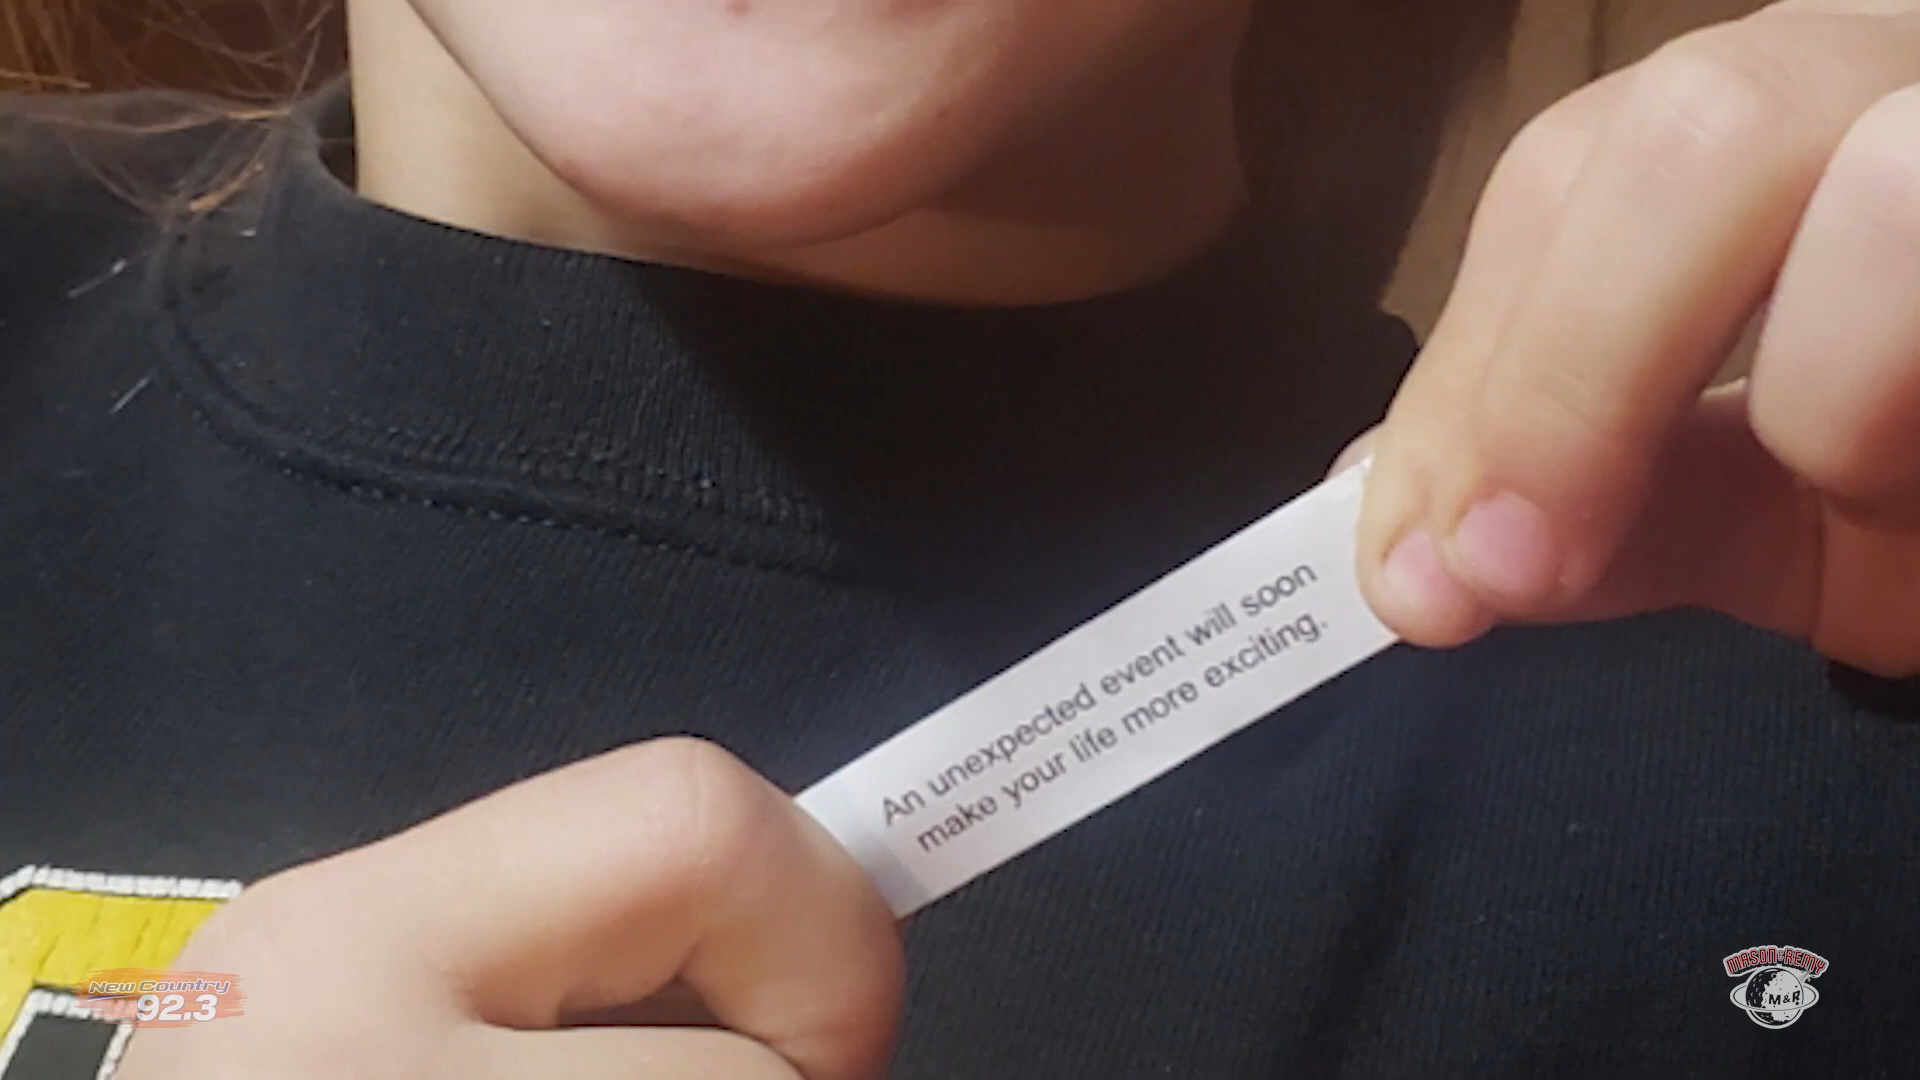 An unexpected event will soon
make your life more exciting.
New Country
92.3
MASON & REMY
M&R